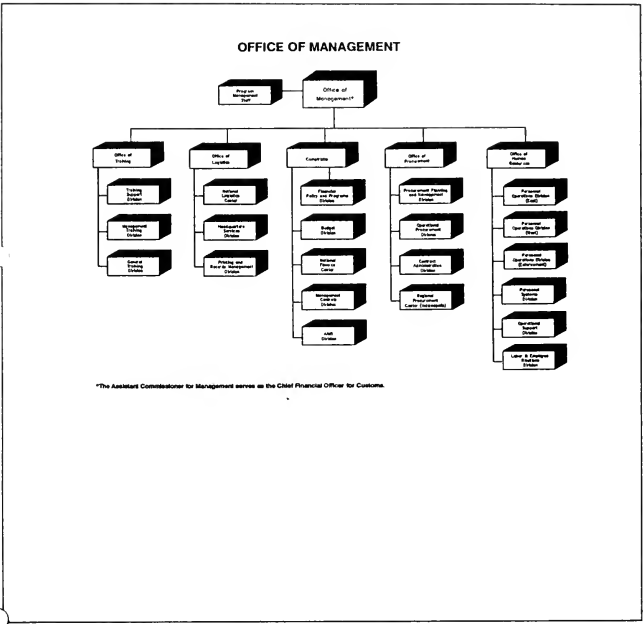 OFFICE OF MANAGEMENT
Program
Management
Staff
Office of
Management*
Office of
Training
Office of
Logistics
Comptroller
Office of
Procurement
Office of
Human
Resources
Training
Support
Division
National
Logistics
Center
Financial
Policy and Programs
Division
Procurement Planning
and Management
Division
Personnel
Operations Division
(East)
Management
Training
Division
Headquarters
Services
Division
Budget
Division
Operational
Procurement
Division
Personnel
Operations Division
(West)
General
Training
Division
Printing and
Records Management
Division
National
Finance
Center
Contract
Administration
Division
Personnel
Operations Division
(Enforcement)
Management
Controls
Division
Regional
Procurement
Center (Indianapolis)
Personnel
Systems
Division
Division
Operational
Support
Division
Labor & Employee
Relations
Division
*The Assistant Commissioner for Management serves as the Chief Financial Officer for Customs.